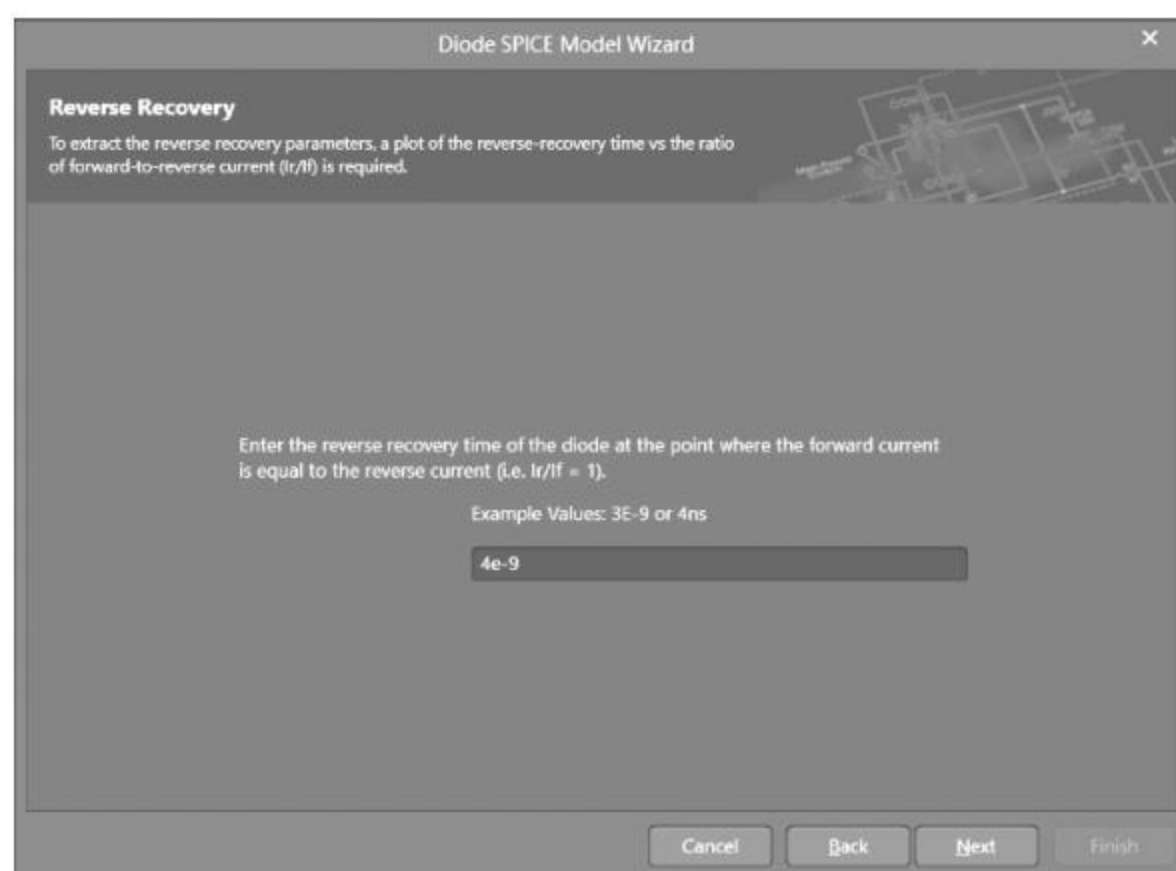 Diode SPICE Model Wizard
Reverse Recovery
To extract the reverse recovery parameters, a plot of the reverse-recovery time vs the ratio
of forward-to-reverse current (Ir/If) is required.
Enter the reverse recovery time of the diode at the point where the forward current
is equal to the reverse current (i.e. Ir/If = 1).
Example Values: 3E-9 or 4ns
4e-9
Cancel
Back
Next
Finish